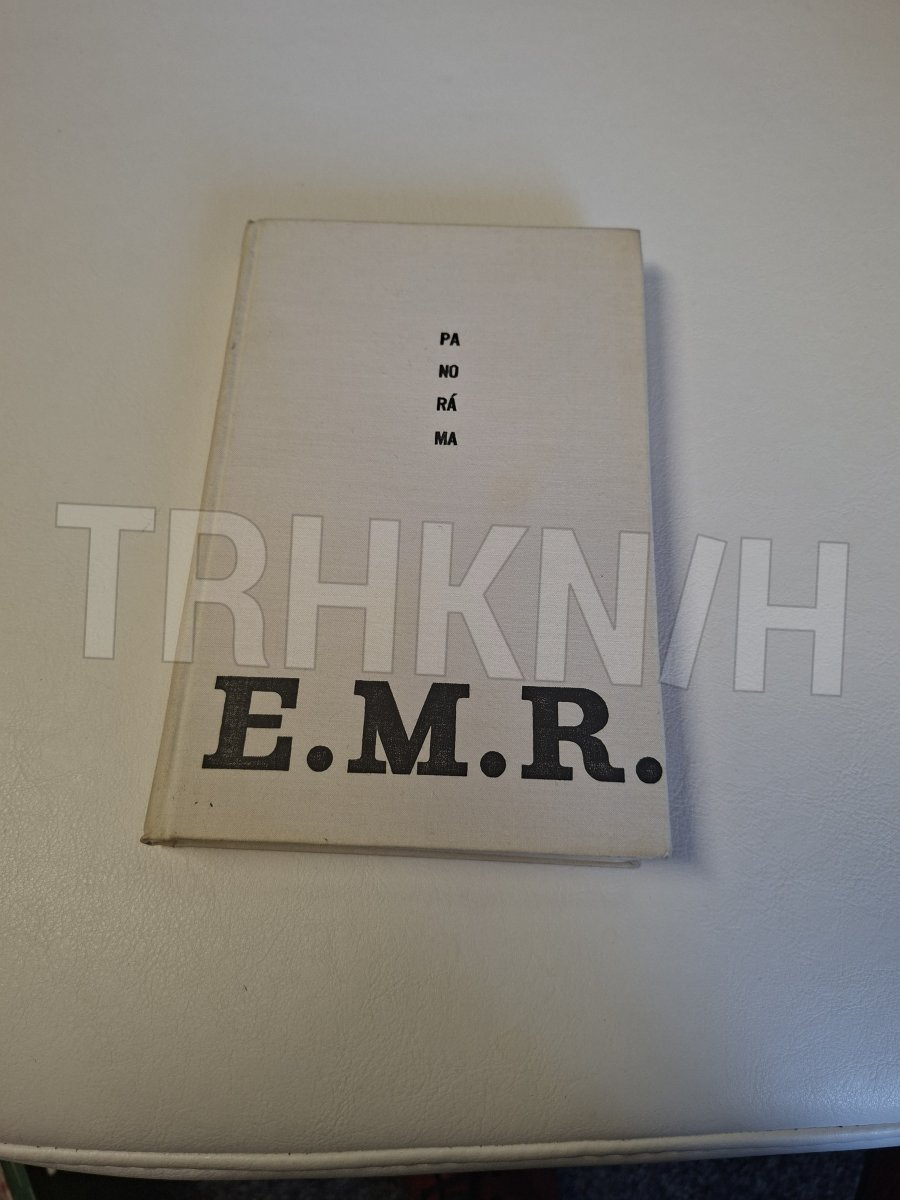 PA
NO
RÁ
MA
TRHKNIH
E.M.R.